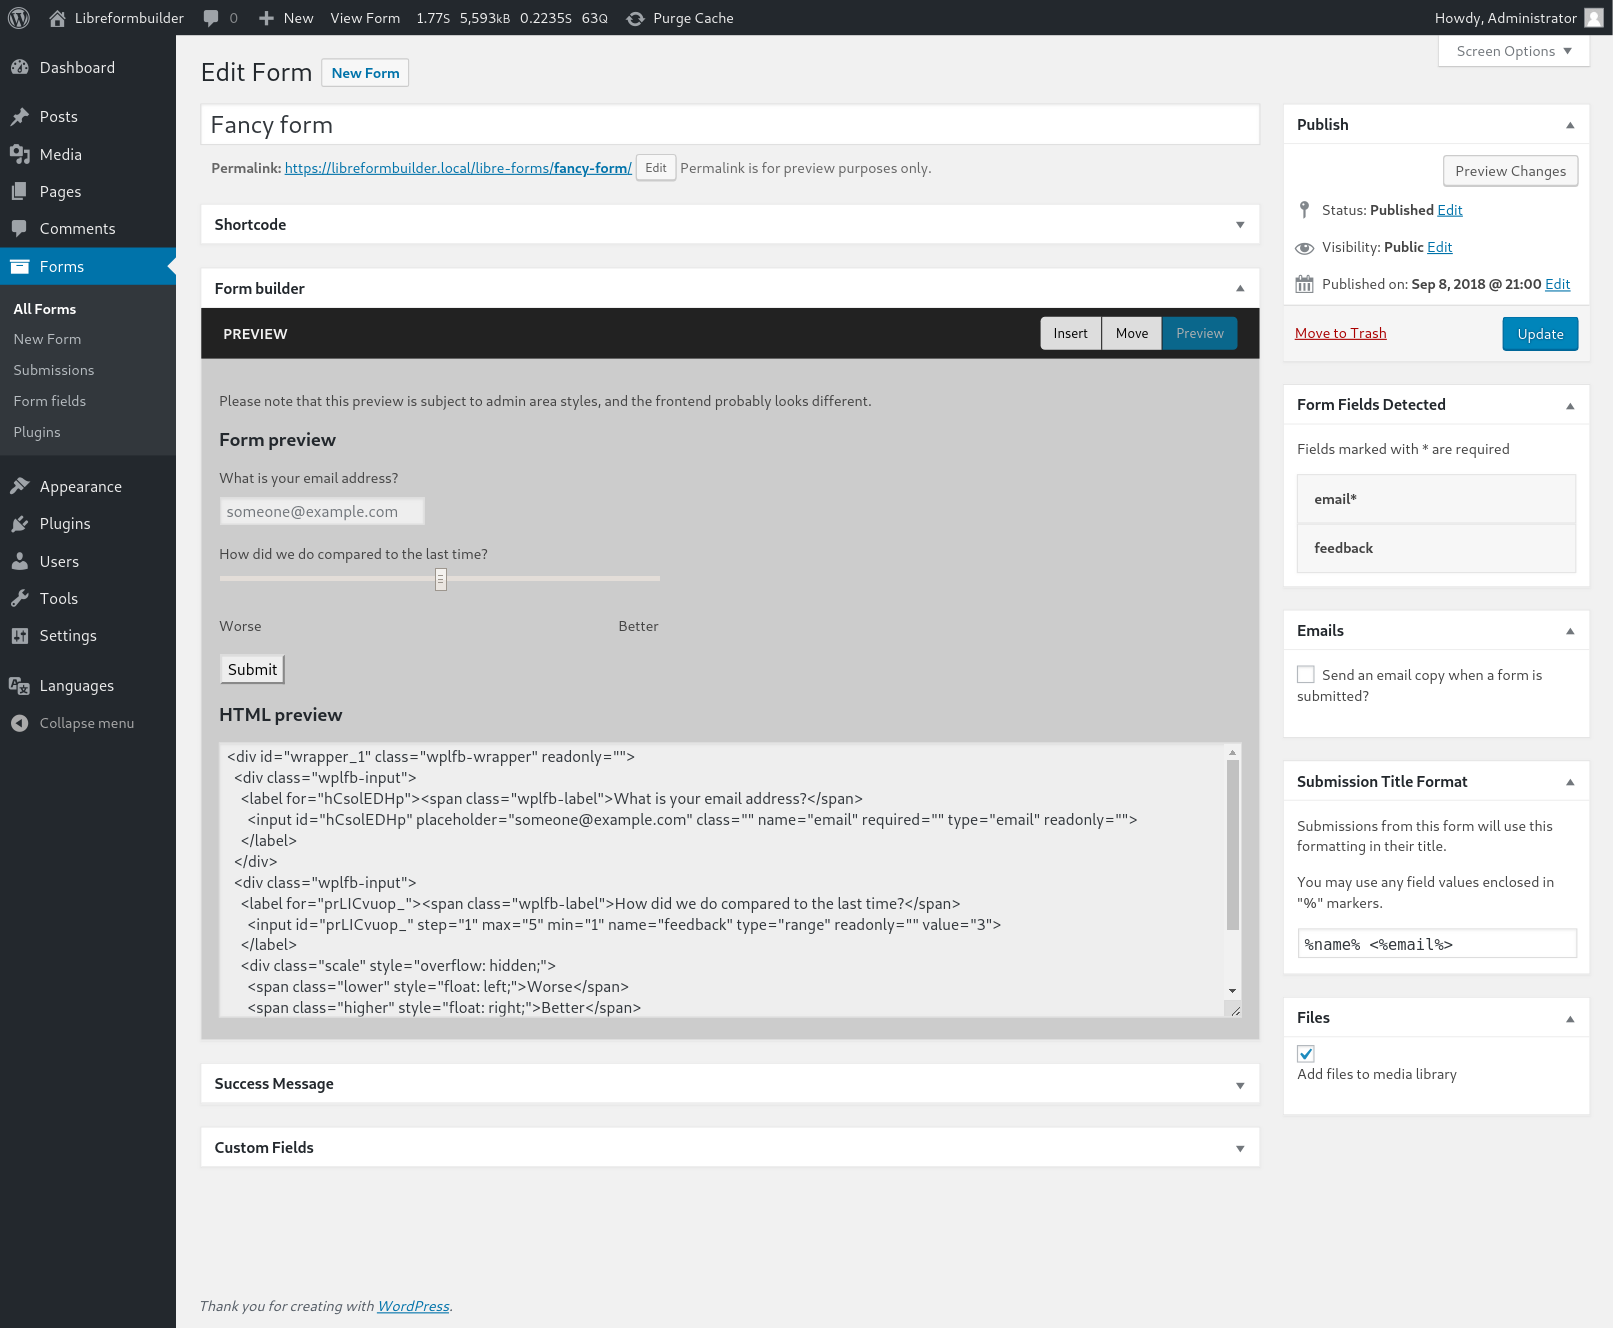 Libreformbuilder 0 New View Form 1.77S 5,593KB 0.2235S 63Q Purge Cache Howdy, Administrator
Screen Options
Dashboard
Posts
Media
Pages
Comments
Forms
All Forms
New Form
Submissions
Form fields
Plugins
Appearance
Plugins
Users
Tools
Settings
Languages
Collapse menu
Edit Form New Form
Fancy form
Permalink: https://libreformbuilder.local/libre-forms/fancy-form/ Edit Permalink is for preview purposes only.
Shortcode
Form builder
PREVIEW Insert Move Preview
Please note that this preview is subject to admin area styles, and the frontend probably looks different.
Form preview
What is your email address?
someone@example.com
How did we do compared to the last time?
Worse Better
Submit
HTML preview
<div id="wrapper_1" class="wplfb-wrapper" readonly="">
<div class="wplfb-input">
<label for="hCsolEDHp"><span class="wplfb-label">What is your email address?</span>
<input id="hCsolEDHp" placeholder="someone@example.com" class="" name="email" required="" type="email" readonly="">
</label>
</div>
<div class="wplfb-input">
<label for="prLICvuop_"><span class="wplfb-label">How did we do compared to the last time?</span>
<input id="prLICvuop_" step="1" max="5" min="1" name="feedback" type="range" readonly="" value="3">
</label>
<div class="scale" style="overflow: hidden;">
<span class="lower" style="float: left;">Worse</span>
<span class="higher" style="float: right;">Better</span>
Success Message
Custom Fields
Publish
Preview Changes
Status: Published Edit
Visibility: Public Edit
Published on: Sep 8, 2018 @ 21:00 Edit
Move to Trash Update
Form Fields Detected
Fields marked with * are required
email*
feedback
Emails
Send an email copy when a form is
submitted?
Submission Title Format
Submissions from this form will use this
formatting in their title.
You may use any field values enclosed in
"%" markers.
%name% <%email%>
Files
Add files to media library
Thank you for creating with WordPress.